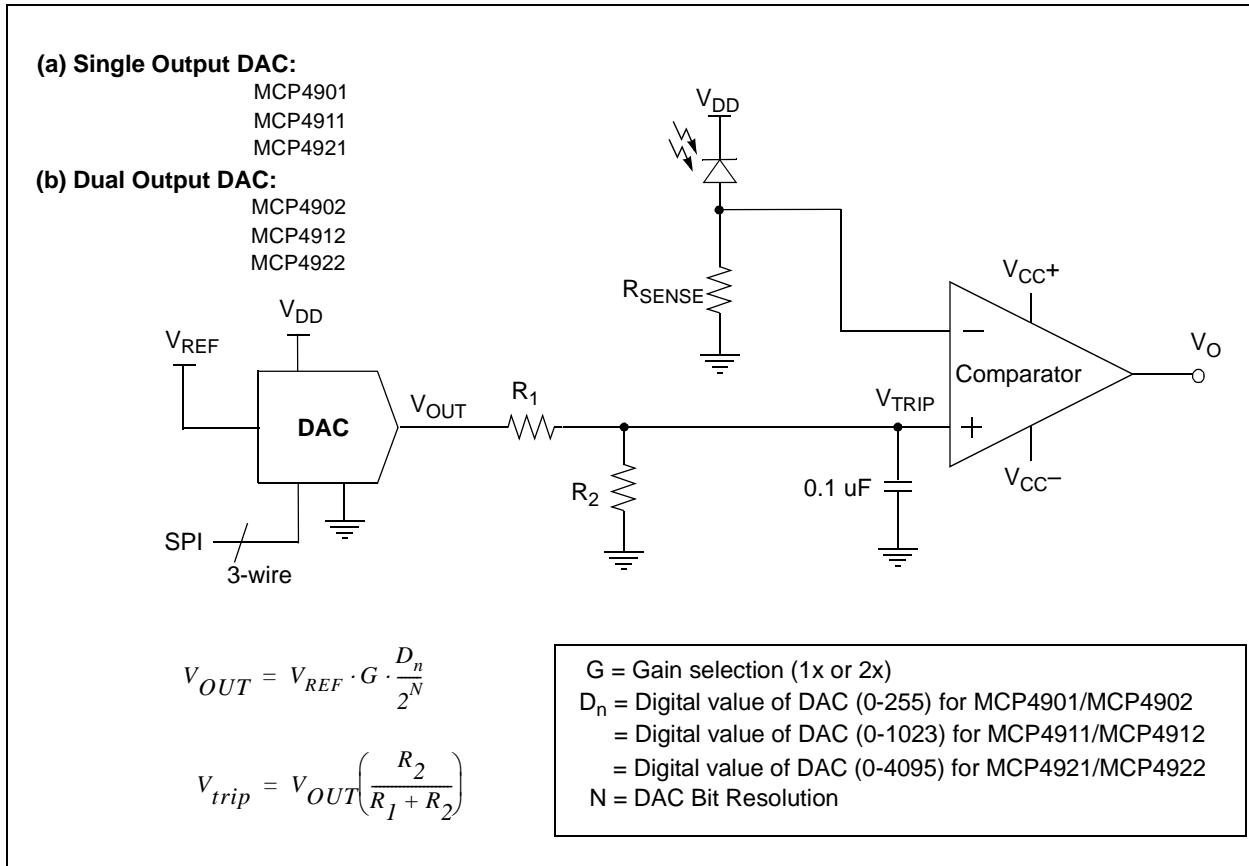 (a) Single Output DAC:
MCP4901
MCP4911
MCP4921
(b) Dual Output DAC:
MCP4902
MCP4912
MCP4922
VDD
RSENSE
VCC+
−
Comparator
VO
VTRIP
+
VCC−
VDD
VREF
DAC
VOUT
R1
R2
0.1 uF
SPI
3-wire
VOUT = VREF · G · Dn/2^N
Vtrip = VOUT(R2/(R1 + R2))
G = Gain selection (1x or 2x)
Dn = Digital value of DAC (0-255) for MCP4901/MCP4902
= Digital value of DAC (0-1023) for MCP4911/MCP4912
= Digital value of DAC (0-4095) for MCP4921/MCP4922
N = DAC Bit Resolution